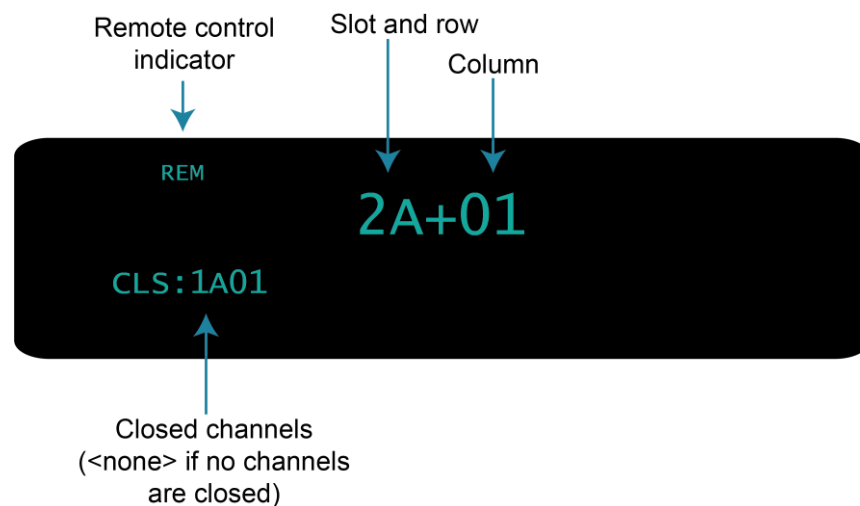 Remote control
indicator
Slot and row
Column
REM
2A+01
CLS:1A01
Closed channels
(<none> if no channels
are closed)